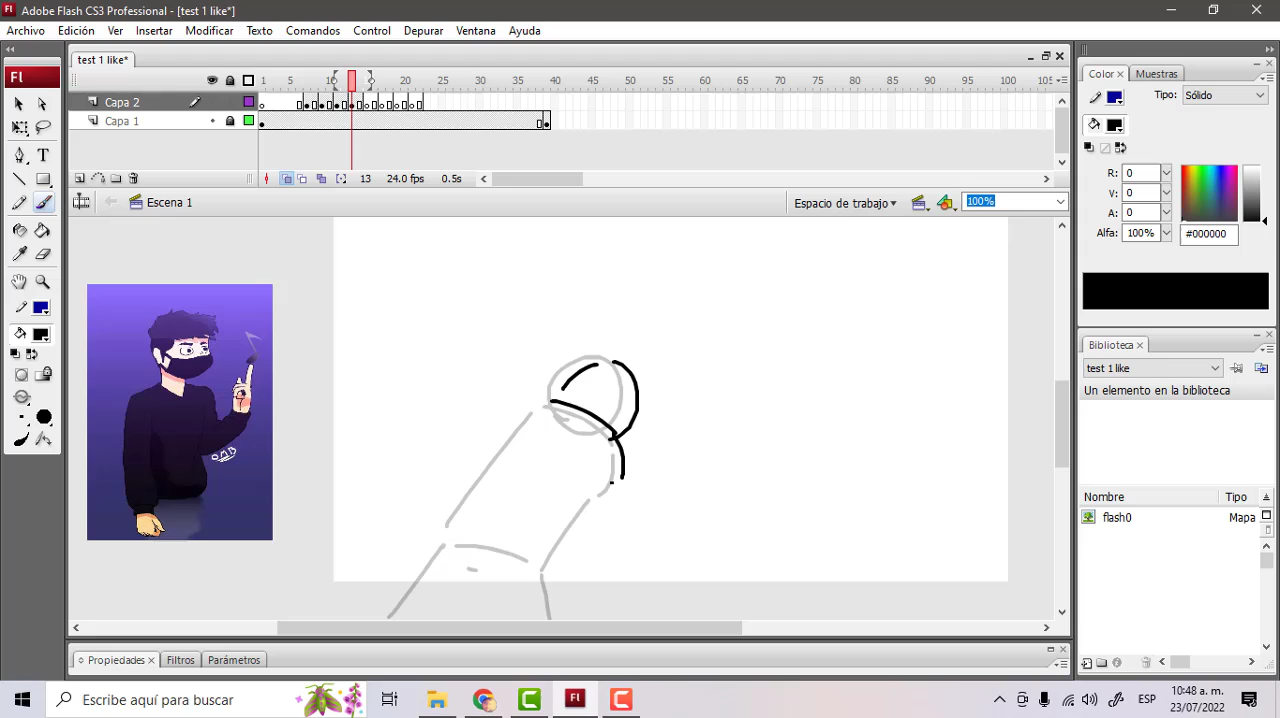 Adobe Flash CS3 Professional - [test 1 like*]
Archivo Edición Ver Insertar Modificar Texto Comandos Control Depurar Ventana Ayuda
test 1 like*
Fl
1 5 10 15 20 25 30 35 40 45 50 55 60 65 70 75 80 85 90 95 100 105
Capa 2
Capa 1
13 24.0 fps 0.5s
Escena 1
Espacio de trabajo
100%
Color Muestras
Tipo: Sólido
R: 0
V: 0
A: 0
Alfa: 100% #000000
Biblioteca
test 1 like
Un elemento en la biblioteca
Nombre Tipo
flash0 Mapa
Propiedades Filtros Parámetros
Escribe aquí para buscar
ESP
10:48 a. m.
23/07/2022